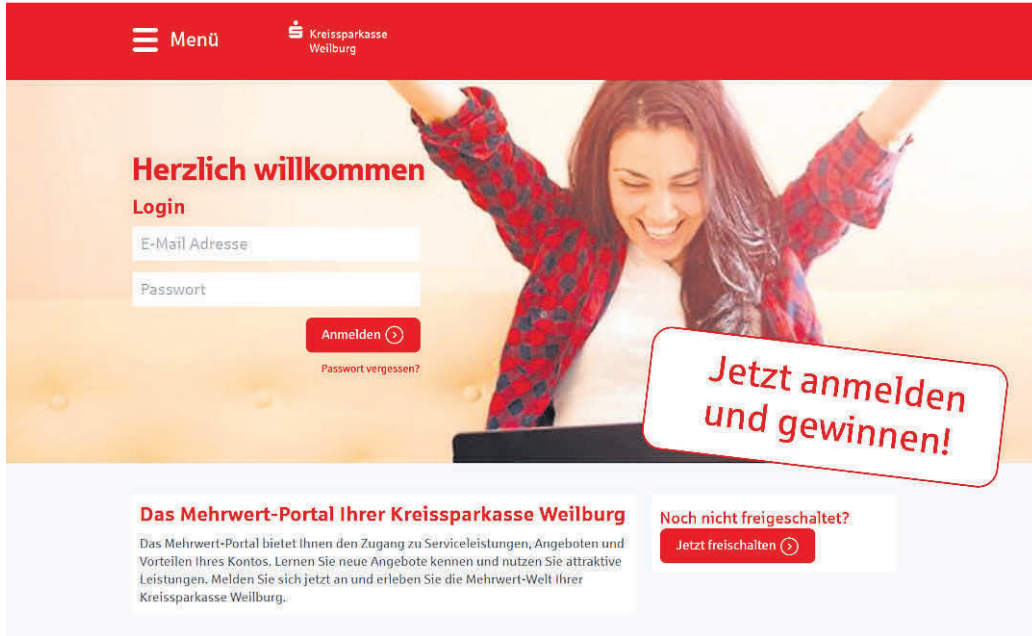 Menü
Kreissparkasse
Weilburg
Herzlich willkommen
Login
E-Mail Adresse
Passwort
Anmelden
Passwort vergessen?
Jetzt anmelden
und gewinnen!
Das Mehrwert-Portal Ihrer Kreissparkasse Weilburg
Das Mehrwert-Portal bietet Ihnen den Zugang zu Serviceleistungen, Angeboten und
Vorteilen Ihres Kontos. Lernen Sie neue Angebote kennen und nutzen Sie attraktive
Leistungen. Melden Sie sich jetzt an und erleben Sie die Mehrwert-Welt Ihrer
Kreissparkasse Weilburg.
Noch nicht freigeschaltet?
Jetzt freischalten